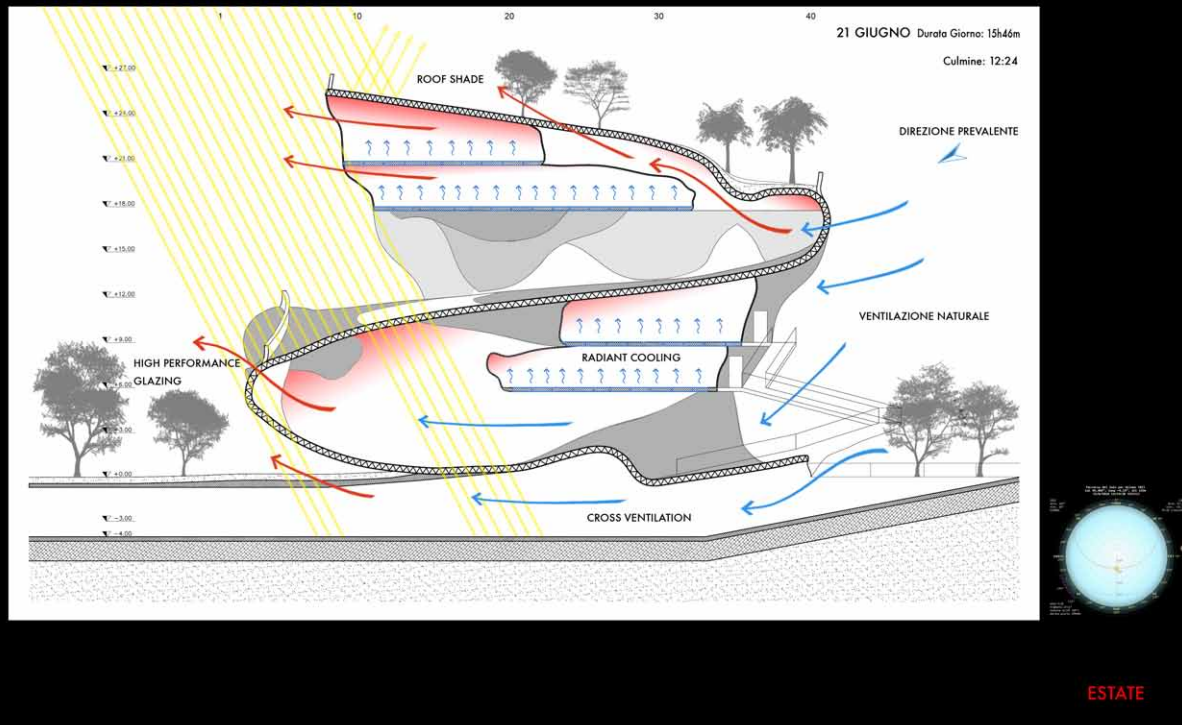 1
10
20
30
40
21 GIUGNO Durata Giorno: 15h46m
Culmine: 12:24
+27,00
ROOF SHADE
+21,00
DIREZIONE PREVALENTE
+18,00
+15,00
+12,00
VENTILAZIONE NATURALE
+9,00
HIGH PERFORMANCE
GLAZING
RADIANT COOLING
+6,00
+3,00
+0,00
CROSS VENTILATION
-3,00
-4,00
ESTATE